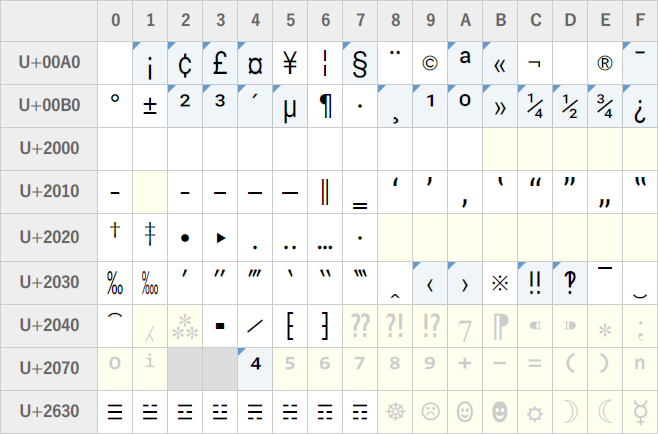 0 1 2 3 4 5 6 7 8 9 A B C D E F
U+00A0 ¡ ¢ £ ¤ ¥ ¦ § ¨ © ª « ¬ ® ¯
U+00B0 ° ± ² ³ ´ µ ¶ · ¸ ¹ º » ¼ ½ ¾ ¿
U+2000
U+2010 ‐ ‒ – — ― ‖ ‗ ‘ ’ ‚ ‛ “ ” „ ‟
U+2020 † ‡ • ‣ ․ ‥ … ‧
U+2030 ‰ ‱ ′ ″ ‴ ‵ ‶ ‷ ‸ ‹ › ※ ‼ ‽ ‾ ‿
U+2040 ⁀ ⁁ ⁂ ⁃ ⁄ ⁅ ⁆ ⁇ ⁈ ⁉ ⁊ ⁋ ⁌ ⁍ ⁎ ⁏
U+2070 ⁰ ⁱ ⁴ ⁵ ⁶ ⁷ ⁸ ⁹ ⁺ ⁻ ⁼ ⁽ ⁾ ⁿ
U+2630 ☰ ☱ ☲ ☳ ☴ ☵ ☶ ☷ ☸ ☹ ☺ ☻ ☼ ☽ ☾ ☿